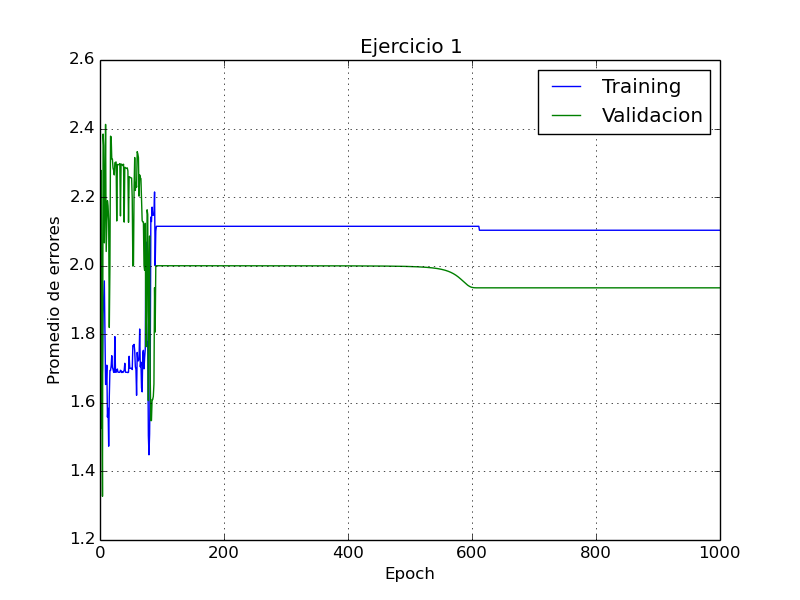 Ejercicio 1
Training
Validacion
Promedio de errores
2.6
2.4
2.2
2.0
1.8
1.6
1.4
1.2
0 200 400 600 800 1000
Epoch